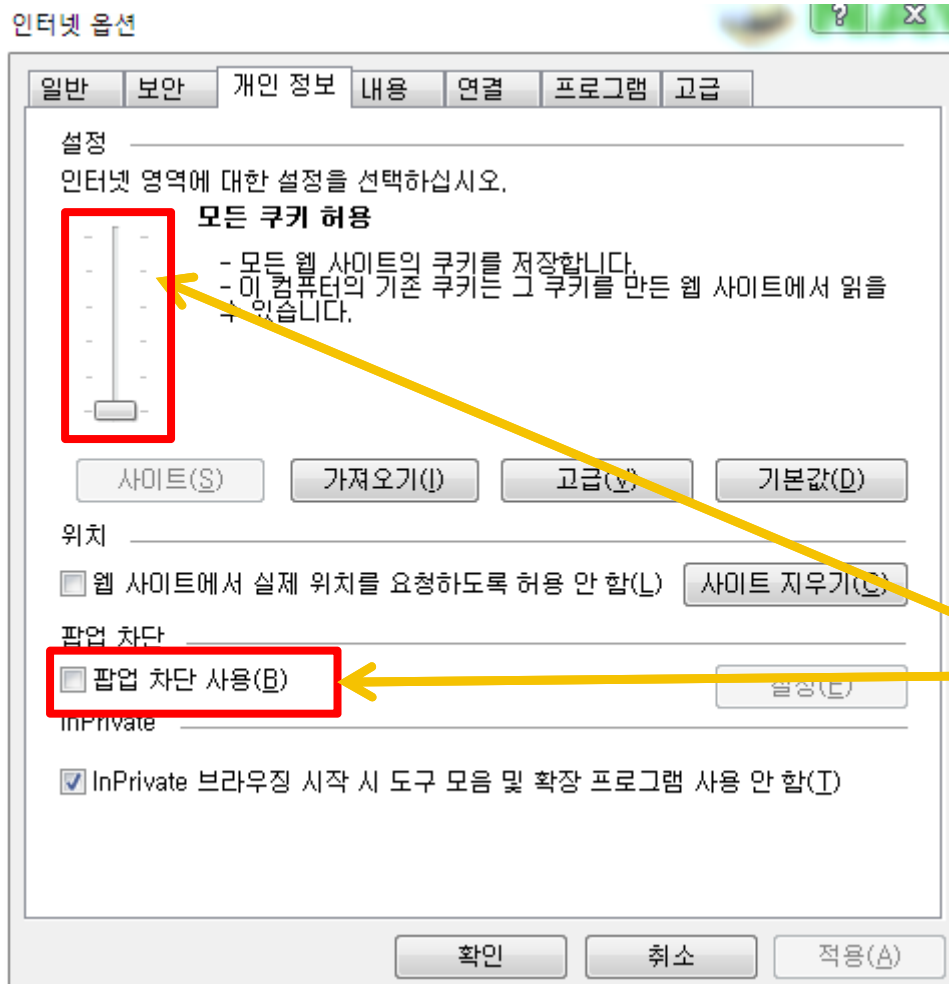 인터넷 옵션
일반 보안 개인 정보 내용 연결 프로그램 고급
설정
인터넷 영역에 대한 설정을 선택하십시오.
모든 쿠키 허용
- 모든 웹 사이트의 쿠키를 저장합니다.
- 이 컴퓨터의 기존 쿠키는 그 쿠키를 만든 웹 사이트에서 읽을
수 있습니다.
사이트(S) 가져오기(I) 고급(V) 기본값(D)
위치
웹 사이트에서 실제 위치를 요청하도록 허용 안 함(L) 사이트 지우기(C)
팝업 차단
팝업 차단 사용(B) 설정(E)
InPrivate
InPrivate 브라우징 시작 시 도구 모음 및 확장 프로그램 사용 안 함(T)
확인 취소 적용(A)